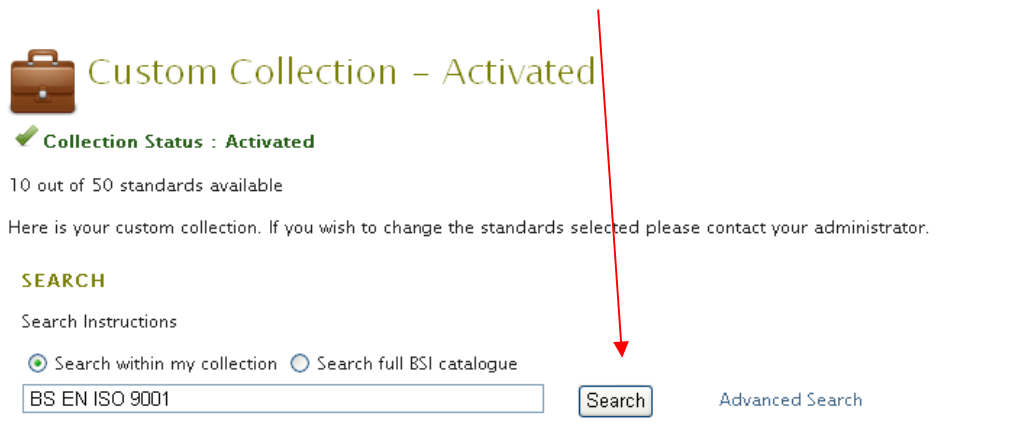 Custom Collection – Activated
Collection Status : Activated
10 out of 50 standards available
Here is your custom collection. If you wish to change the standards selected please contact your administrator.
SEARCH
Search Instructions
Search within my collection Search full BSI catalogue
BS EN ISO 9001 Search Advanced Search